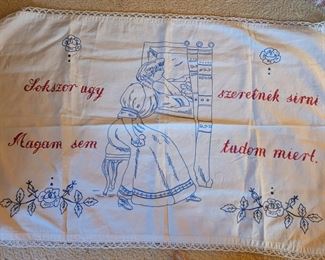 Sokszor ugy szeretnék sirni
Magam sem tudom miert.